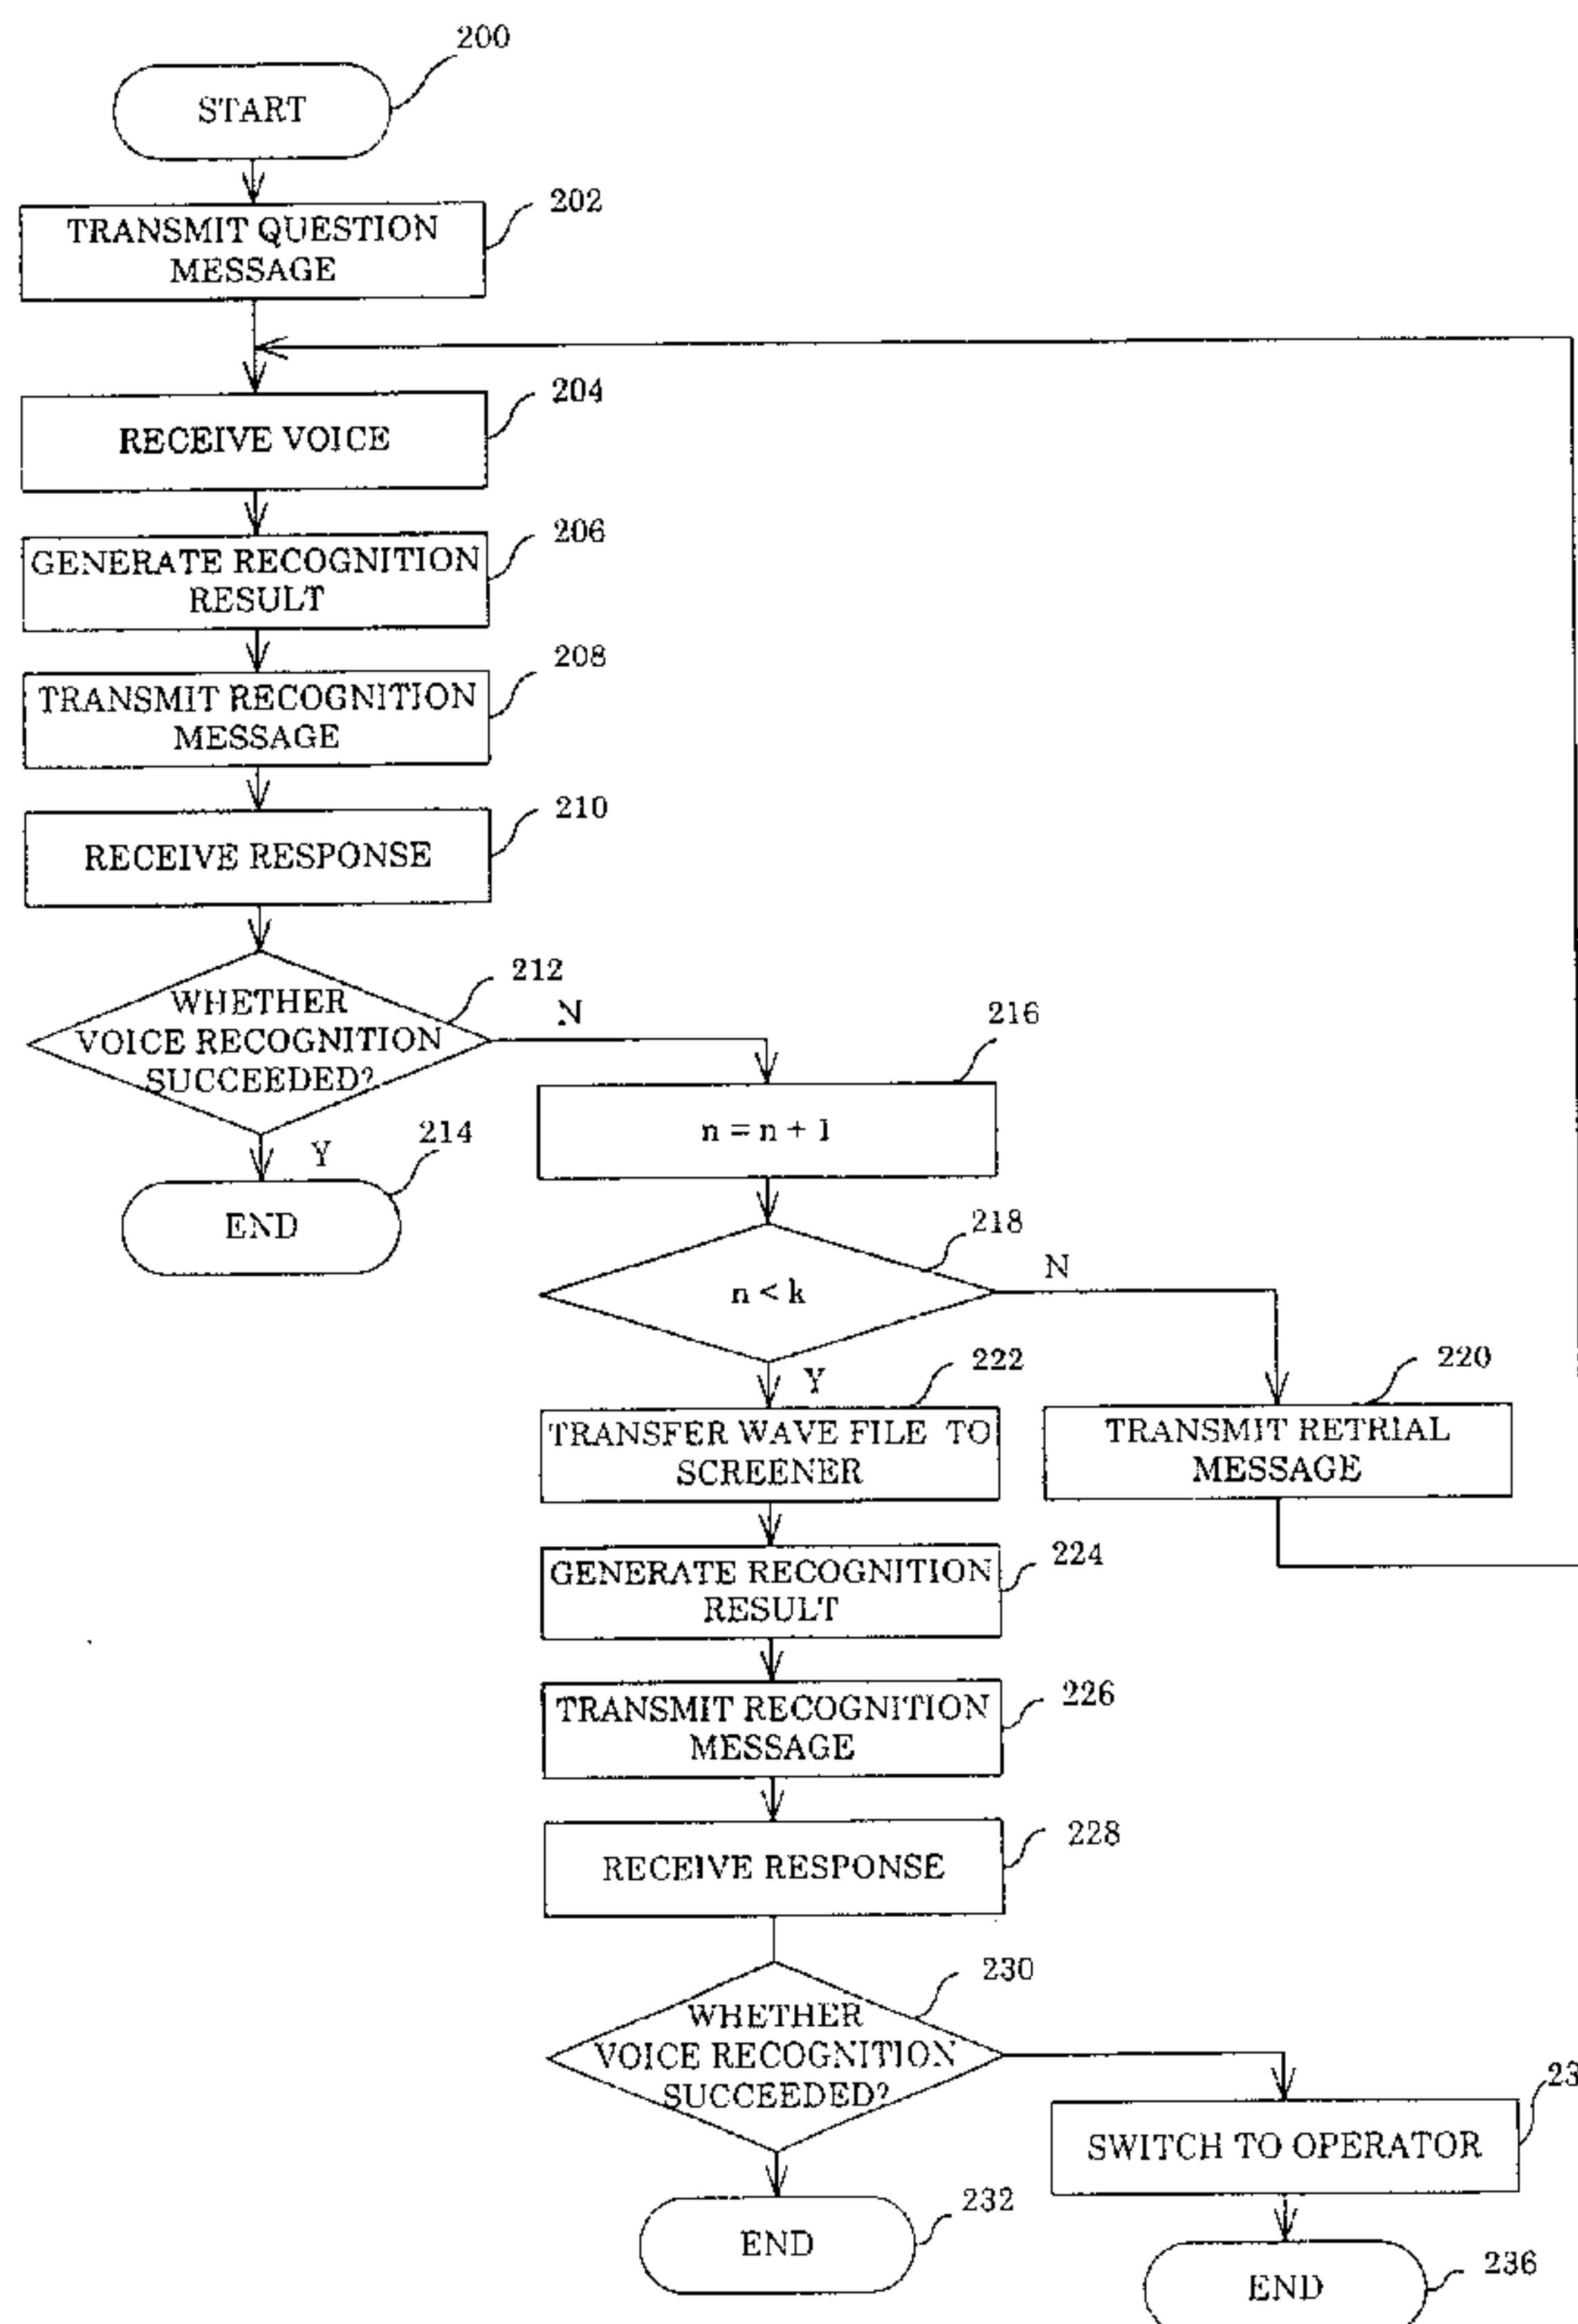 200
START
202
TRANSMIT QUESTION
MESSAGE
204
RECEIVE VOICE
206
GENERATE RECOGNITION
RESULT
208
TRANSMIT RECOGNITION
MESSAGE
210
RECEIVE RESPONSE
212
WHETHER
VOICE RECOGNITION
SUCCEEDED?
N
Y
214
END
216
n = n + 1
218
n < k
N
Y
220
TRANSMIT RETRIAL
MESSAGE
222
TRANSFER WAVE FILE TO
SCREENER
224
GENERATE RECOGNITION
RESULT
226
TRANSMIT RECOGNITION
MESSAGE
228
RECEIVE RESPONSE
230
WHETHER
VOICE RECOGNITION
SUCCEEDED?
232
END
SWITCH TO OPERATOR
236
END